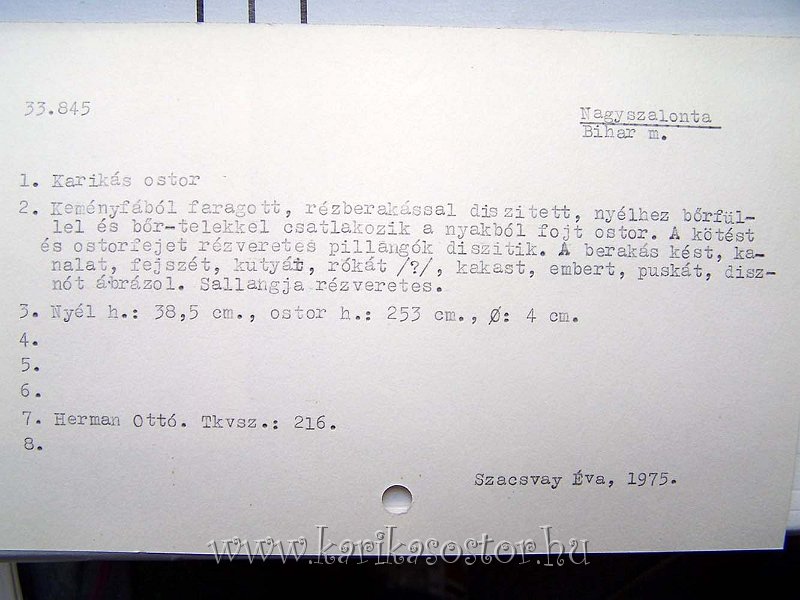 33.845
Nagyszalonta
Bihar m.
1. Karikás ostor
2. Keményfából faragott, rézberakással diszitett, nyélhez bőrfül-
lel és bőr-telekkel csatlakozik a nyakból fojt ostor. A kötést
és ostorfejet rézveretes pillangók diszitik. A berakás kést, ka-
nalat, fejszét, kutyát, rókát /?/, kakast, embert, puskát, disz-
nót ábrázol. Sallangja rézveretes.
3. Nyél h.: 38,5 cm., ostor h.: 253 cm., Ø: 4 cm.
4.
5.
6.
7. Herman Ottó. Tkvsz.: 216.
8.
Szacsvay Éva, 1975.
www.karikasostor.hu